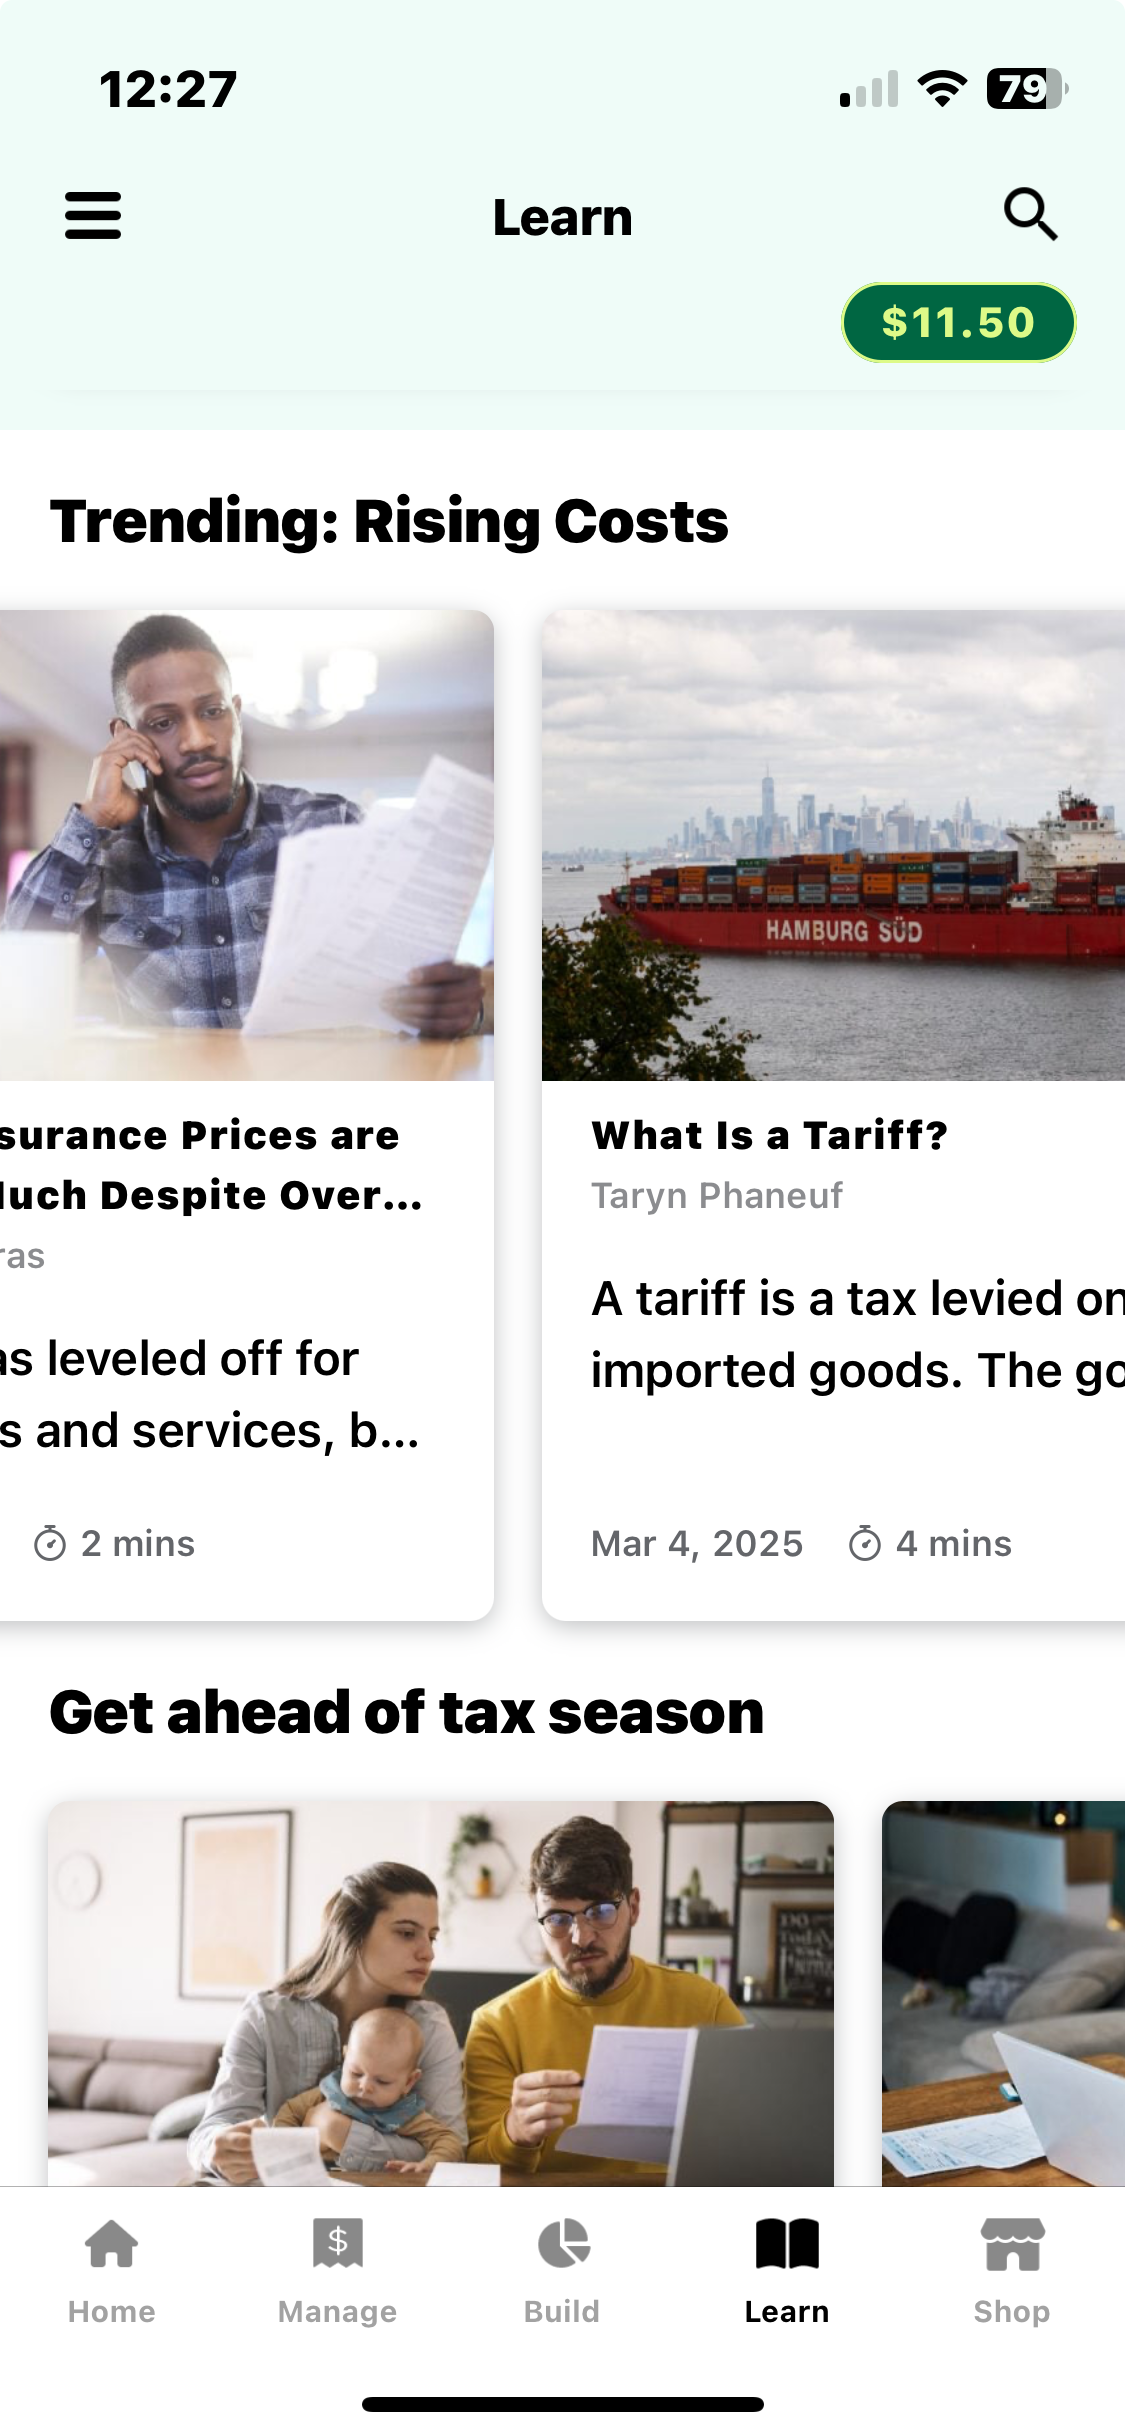 12:27
79
Learn
$11.50
Trending: Rising Costs
HAMBURG SÜD
surance Prices are
uch Despite Over...
ras
as leveled off for
s and services, b...
2 mins
What Is a Tariff?
Taryn Phaneuf
A tariff is a tax levied on
imported goods. The go
Mar 4, 2025
4 mins
Get ahead of tax season
$
Home
Manage
Build
Learn
Shop